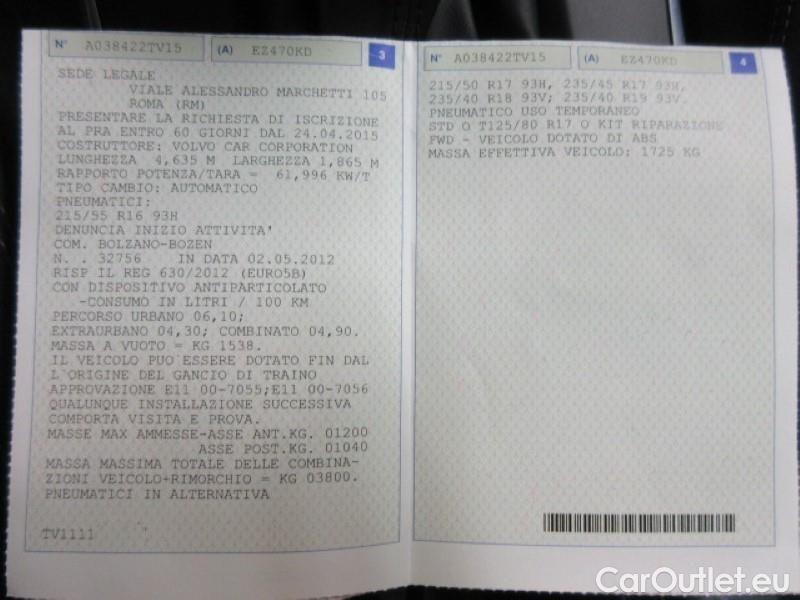 N° A038422TV15 (A) EZ470KD 3
SEDE LEGALE
VIALE ALESSANDRO MARCHETTI 105
ROMA (RM)
PRESENTARE LA RICHIESTA DI ISCRIZIONE
AL PRA ENTRO 60 GIORNI DAL 24.04.2015
COSTRUTTORE: VOLVO CAR CORPORATION
LUNGHEZZA 4,635 M LARGHEZZA 1,865 M
RAPPORTO POTENZA/TARA = 61,996 KW/T
TIPO CAMBIO: AUTOMATICO
PNEUMATICI:
215/55 R16 93H
DENUNCIA INIZIO ATTIVITA'
COM. BOLZANO-BOZEN
N. . 32756 IN DATA 02.05.2012
RISP IL REG 630/2012 (EURO5B)
CON DISPOSITIVO ANTIPARTICOLATO
-CONSUMO IN LITRI / 100 KM
PERCORSO URBANO 06,10;
EXTRAURBANO 04,30; COMBINATO 04,90.
MASSA A VUOTO = KG 1538.
IL VEICOLO PUO'ESSERE DOTATO FIN DAL
L'ORIGINE DEL GANCIO DI TRAINO
APPROVAZIONE E11 00-7055;E11 00-7056
QUALUNQUE INSTALLAZIONE SUCCESSIVA
COMPORTA VISITA E PROVA.
MASSE MAX AMMESSE-ASSE ANT.KG. 01200
ASSE POST.KG. 01040
MASSA MASSIMA TOTALE DELLE COMBINA-
ZIONI VEICOLO+RIMORCHIO = KG 03800.
PNEUMATICI IN ALTERNATIVA
TV1111 "
N° A038422TV15 (A) EZ470KD 4
215/50 R17 93H, 235/45 R17 93H,
235/40 R18 93V; 235/40 R19 93V.
PNEUMATICO USO TEMPORANEO
STD O T125/80 R17 O KIT RIPARAZIONE
FWD - VEICOLO DOTATO DI ABS
MASSA EFFETTIVA VEICOLO: 1725 KG
CarOutlet.eu